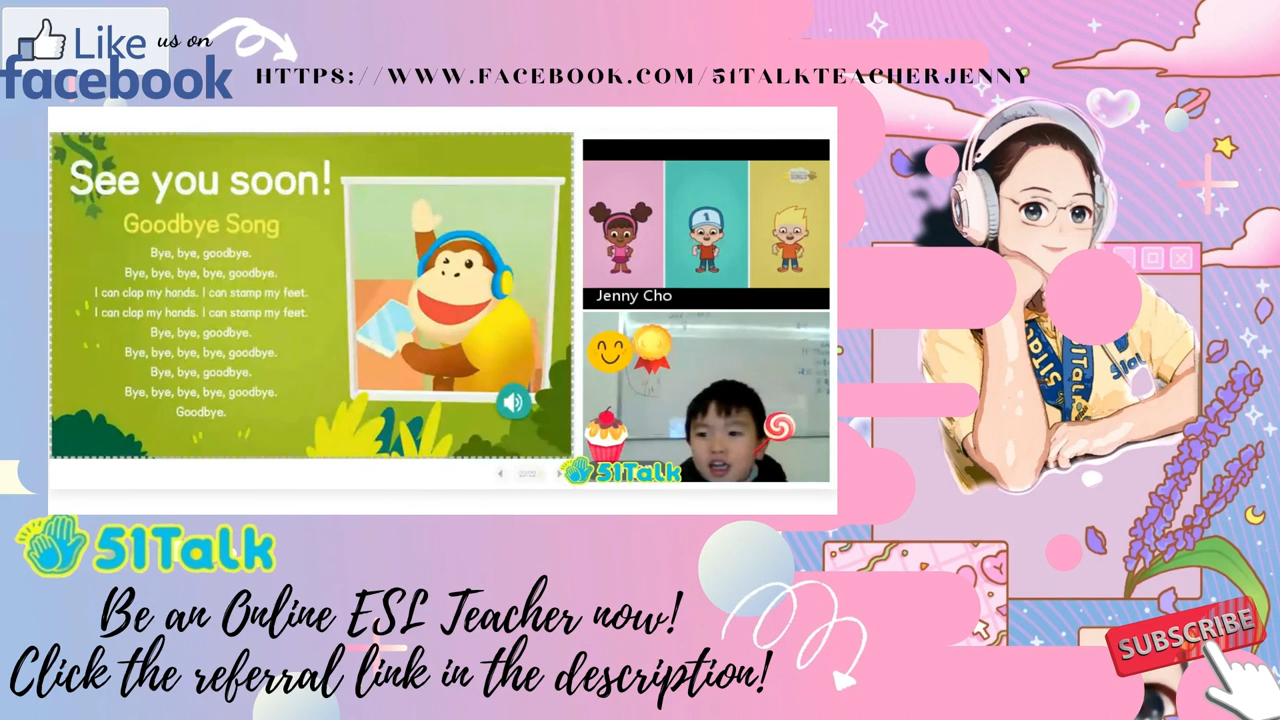 Like us on
facebook
HTTPS://WWW.FACEBOOK.COM/51TALKTEACHERJENNY
See you soon!
Goodbye Song
Bye, bye, goodbye.
Bye, bye, bye, bye, goodbye.
I can clap my hands. I can stamp my feet.
I can clap my hands. I can stamp my feet.
Bye, bye, goodbye.
Bye, bye, bye, bye, goodbye.
Bye, bye, goodbye.
Bye, bye, bye, bye, goodbye.
Goodbye.
1
Jenny Cho
51Talk
51Talk
51Talk
51Talk
Be an Online ESL Teacher now!
Click the referral link in the description!
SUBSCRIBE